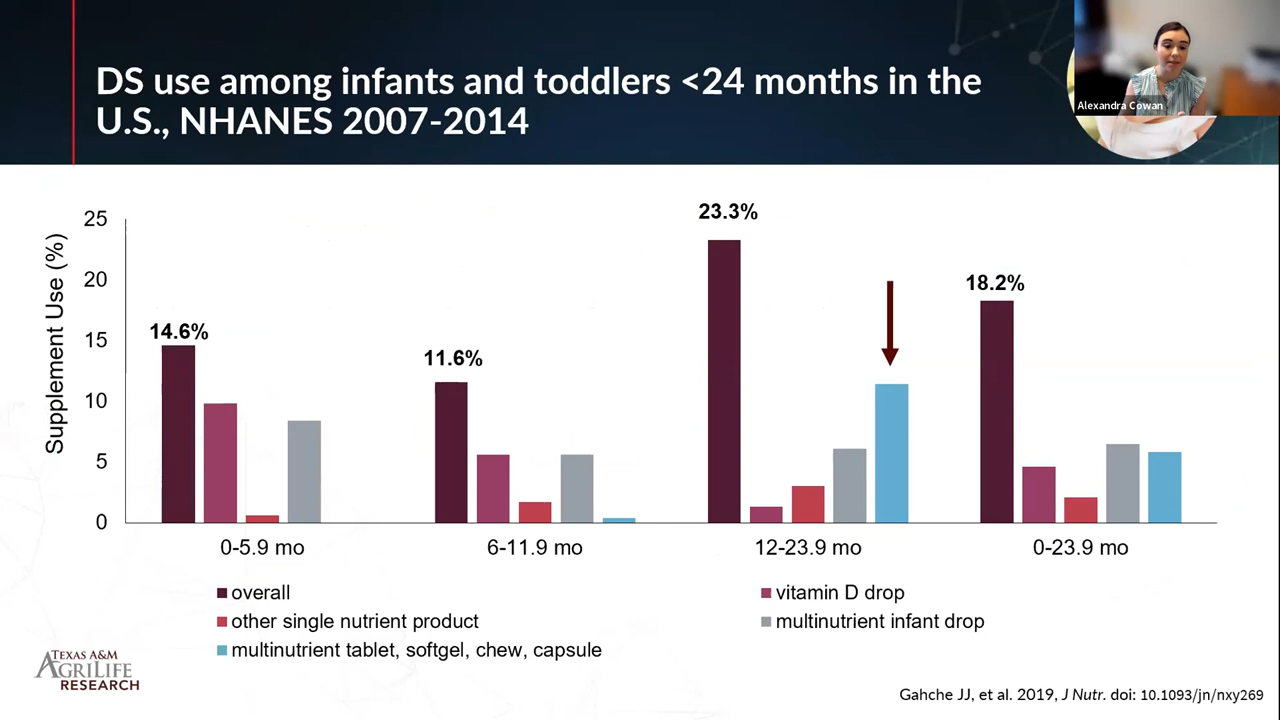 DS use among infants and toddlers <24 months in the
U.S., NHANES 2007-2014
Alexandra Cowan
Supplement Use (%)
25
20
15
10
5
0
14.6%
11.6%
23.3%
18.2%
0-5.9 mo
6-11.9 mo
12-23.9 mo
0-23.9 mo
overall
vitamin D drop
other single nutrient product
multinutrient infant drop
multinutrient tablet, softgel, chew, capsule
TEXAS A&M
AGRILIFE
RESEARCH
Gahche JJ, et al. 2019, J Nutr. doi: 10.1093/jn/nxy269